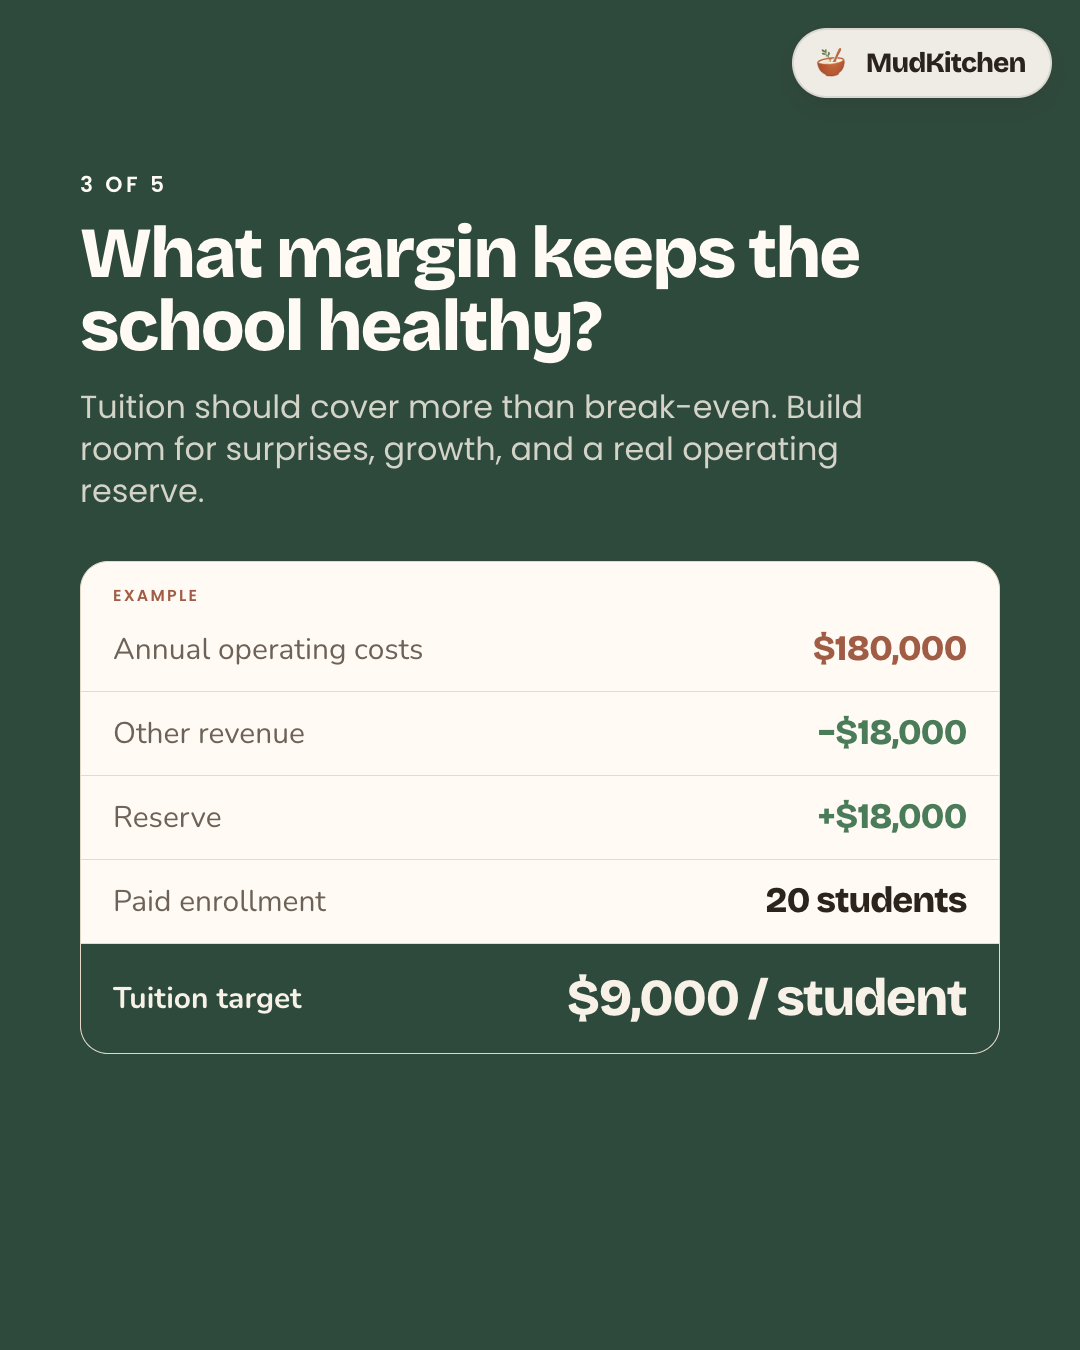 MudKitchen
3 OF 5
What margin keeps the
school healthy?
Tuition should cover more than break-even. Build
room for surprises, growth, and a real operating
reserve.
EXAMPLE
Annual operating costs $180,000
Other revenue −$18,000
Reserve +$18,000
Paid enrollment 20 students
Tuition target $9,000 / student